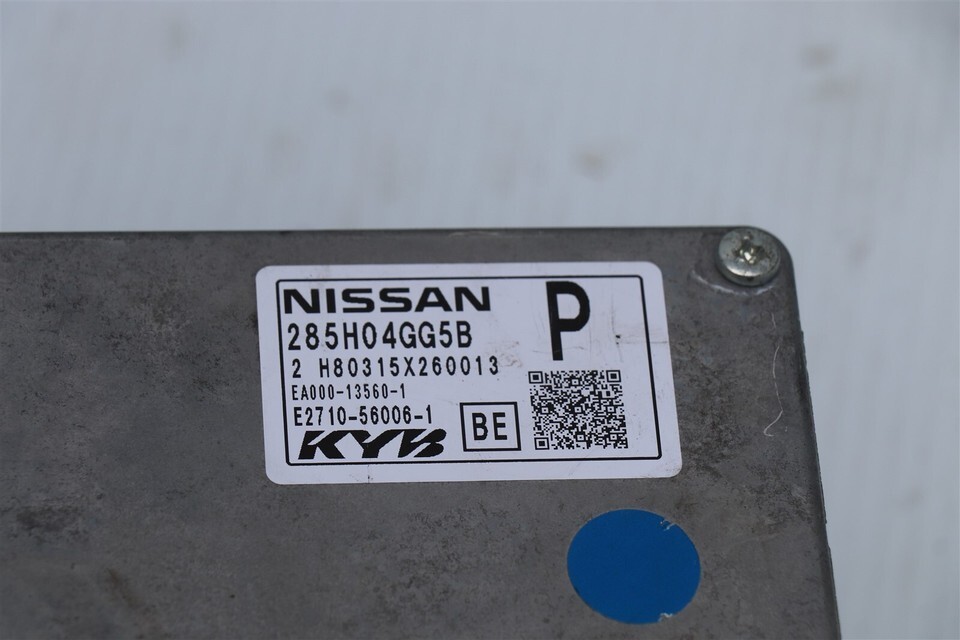 NISSAN
P
285H04GG5B
2 H80315X260013
EA000-13560-1
E2710-56006-1
BE
KYB